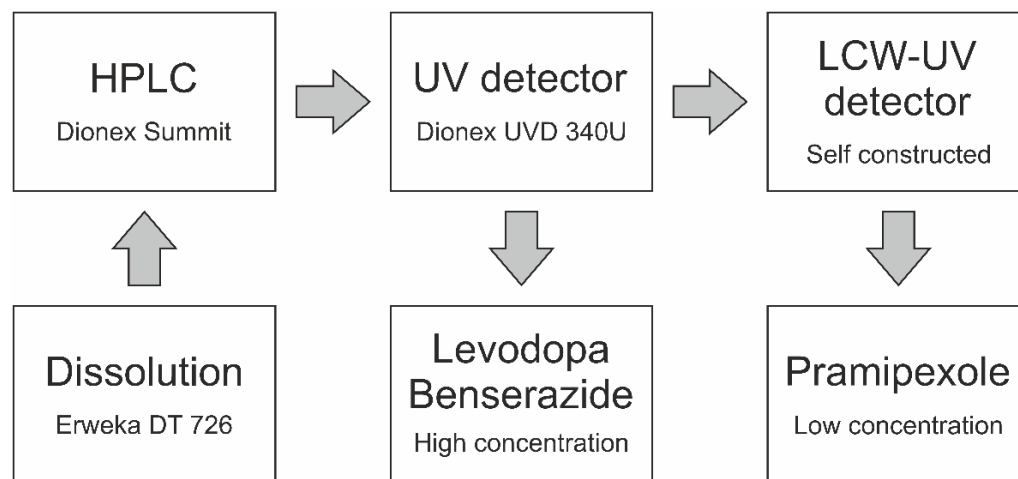 HPLC
Dionex Summit
UV detector
Dionex UVD 340U
LCW-UV
detector
Self constructed
Dissolution
Erweka DT 726
Levodopa
Benserazide
High concentration
Pramipexole
Low concentration